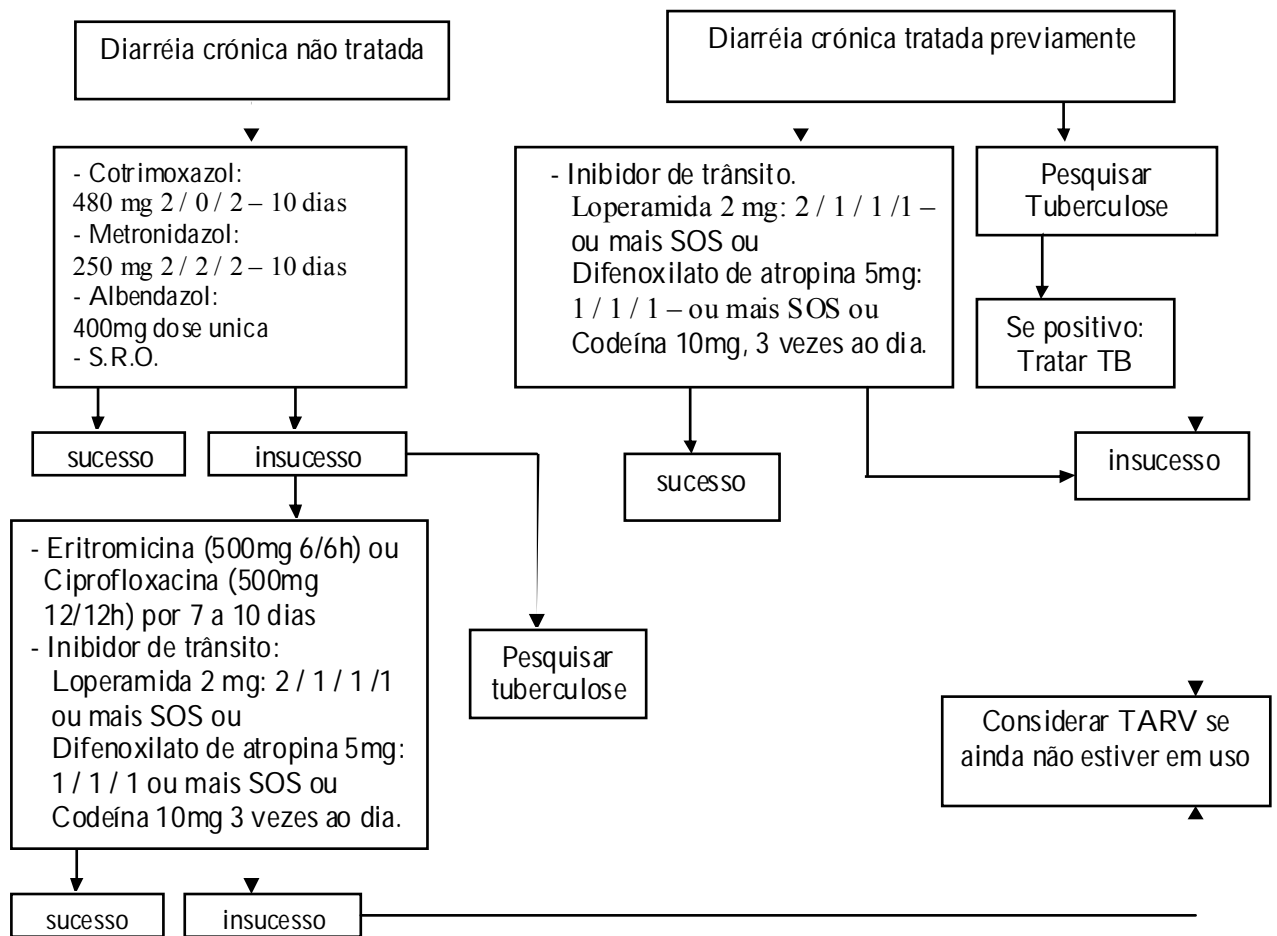 Diarréia crónica não tratada
Diarréia crónica tratada previamente
- Cotrimoxazol:
480 mg 2 / 0 / 2 – 10 dias
- Metronidazol:
250 mg 2 / 2 / 2 – 10 dias
- Albendazol:
400mg dose unica
- S.R.O.
- Inibidor de trânsito.
Loperamida 2 mg: 2 / 1 / 1 /1 –
ou mais SOS ou
Difenoxilato de atropina 5mg:
1 / 1 / 1 – ou mais SOS ou
Codeína 10mg, 3 vezes ao dia.
Pesquisar
Tuberculose
Se positivo:
Tratar TB
sucesso
insucesso
sucesso
insucesso
- Eritromicina (500mg 6/6h) ou
Ciprofloxacina (500mg
12/12h) por 7 a 10 dias
- Inibidor de trânsito:
Loperamida 2 mg: 2 / 1 / 1 /1
ou mais SOS ou
Difenoxilato de atropina 5mg:
1 / 1 / 1 ou mais SOS ou
Codeína 10mg 3 vezes ao dia.
Pesquisar
tuberculose
Considerar TARV se
ainda não estiver em uso
sucesso
insucesso